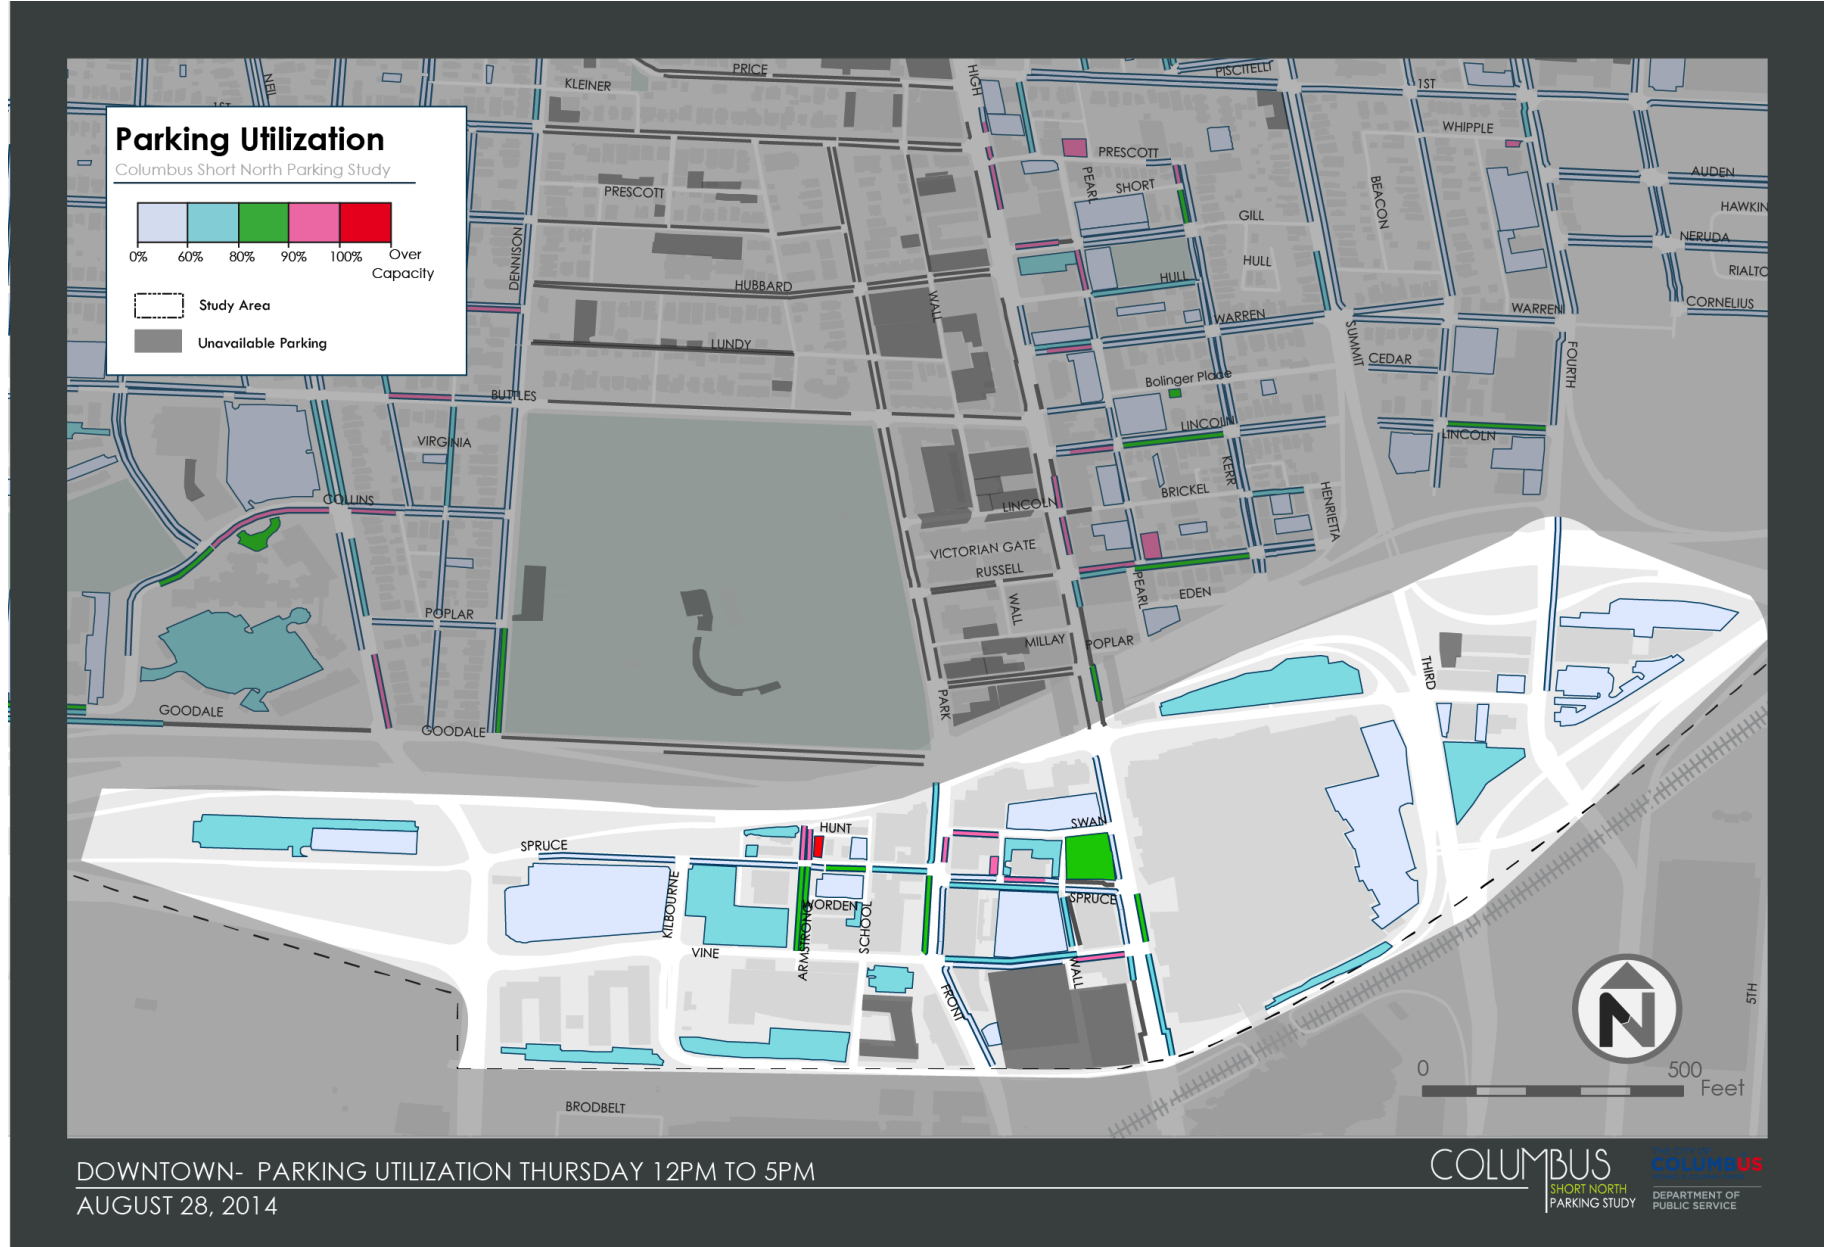 PRICE
KLEINER
NEIL
1ST
HIGH
PISCITELLI
1ST
WHIPPLE
PRESCOTT
PEARL
SHORT
AUDEN
BEACON
HAWKIN
GILL
NERUDA
HULL
HULL
RIALTO
CORNELIUS
WARREN
WARREN
SUMMIT
CEDAR
FOURTH
Bolinger Place
LINCOLN
LINCOLN
KERR
BRICKEL
HENRIETTA
PEARL
EDEN
POPLAR
Parking Utilization
Columbus Short North Parking Study
0% 60% 80% 90% 100% Over
Capacity
Study Area
Unavailable Parking
PRESCOTT
DENNISON
HUBBARD
WALL
LUNDY
BUTTLES
VIRGINIA
COLLINS
LINCOLN
VICTORIAN GATE
RUSSELL
WALL
MILLAY
POPLAR
PARK
GOODALE
GOODALE
THIRD
HUNT
SWAN
SPRUCE
SPRUCE
KILBOURNE
WORDEN
ARMSTRONG
SCHOOL
VINE
WALL
FRONT
5TH
N
0 500
Feet
BRODBELT
DOWNTOWN- PARKING UTILIZATION THURSDAY 12PM TO 5PM
AUGUST 28, 2014
COLUMBUS
SHORT NORTH
PARKING STUDY
COLUMBUS
DEPARTMENT OF
PUBLIC SERVICE